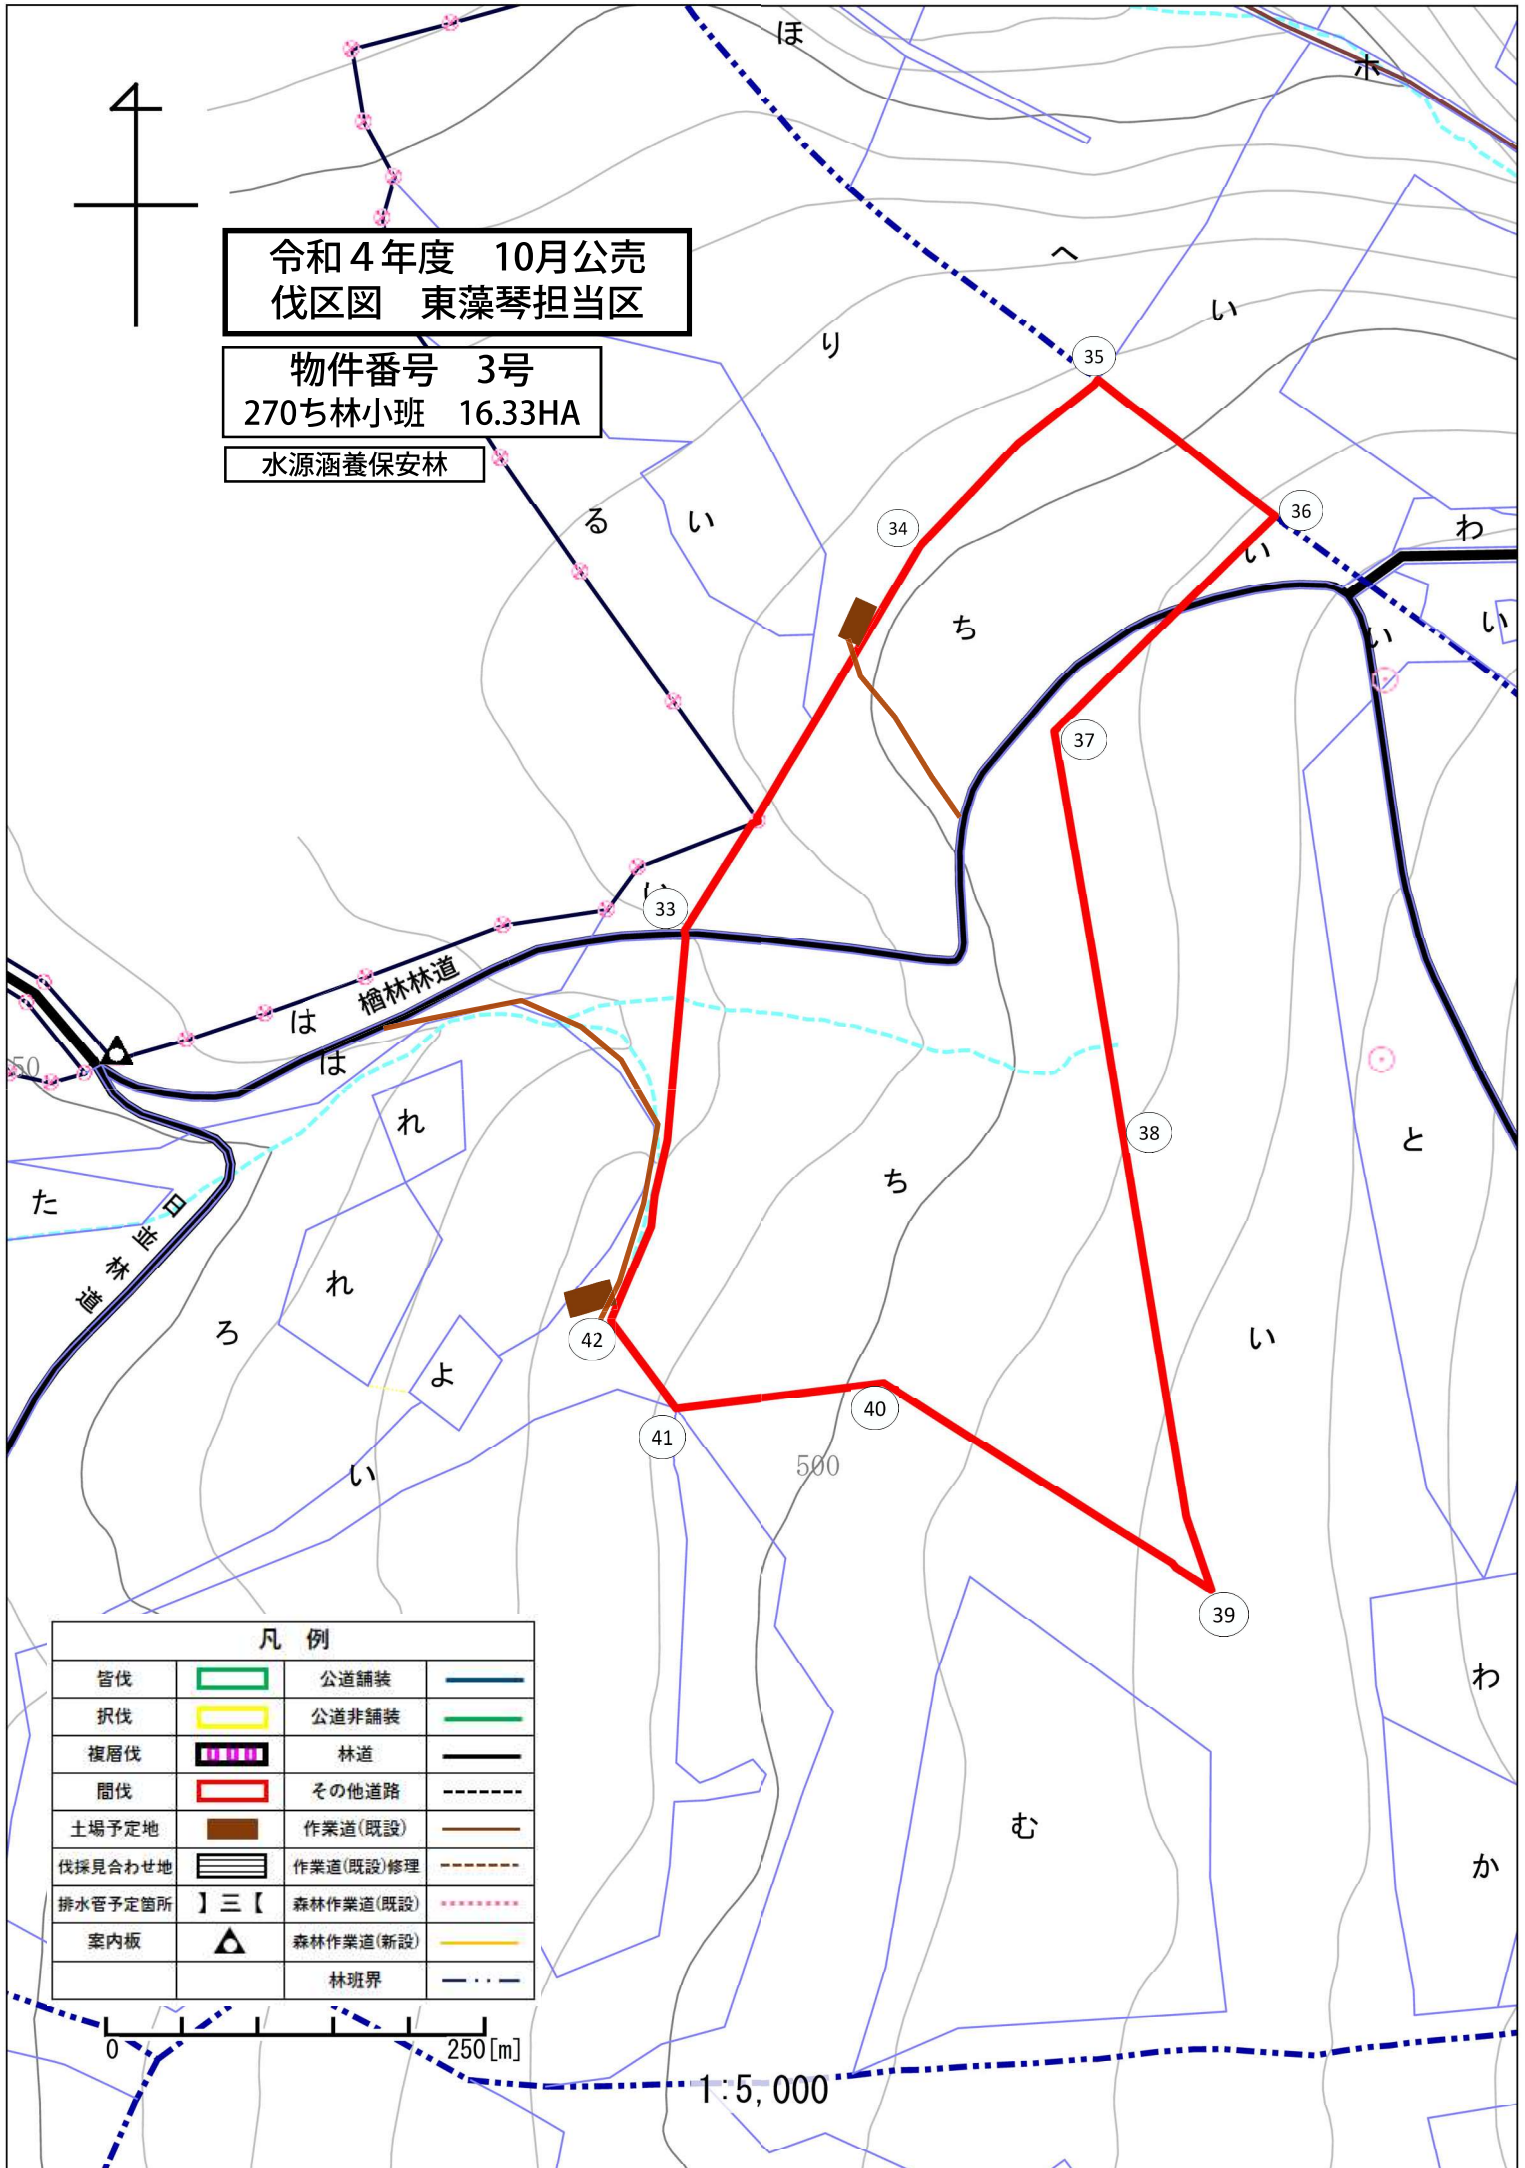 ほ
ホ
令和４年度　10月公売
伐区図　東藻琴担当区
へ
い
り
35
物件番号　3号
270ち林小班　16.33HA
水源涵養保安林
34
36
る
い
わ
い
ち
い
い
37
い
33
楢林林道
は
は
50
38
れ
と
ち
た
日並林道
れ
ろ
42
い
よ
40
41
500
い
39
凡　例
皆伐　公道舗装
択伐　公道非舗装
複層伐　林道
間伐　その他道路
土場予定地　作業道(既設)
伐採見合わせ地　作業道(既設)修理
排水管予定箇所　】三【　森林作業道(既設)
案内板　森林作業道(新設)
林班界
わ
む
か
0　250[m]
1:5,000